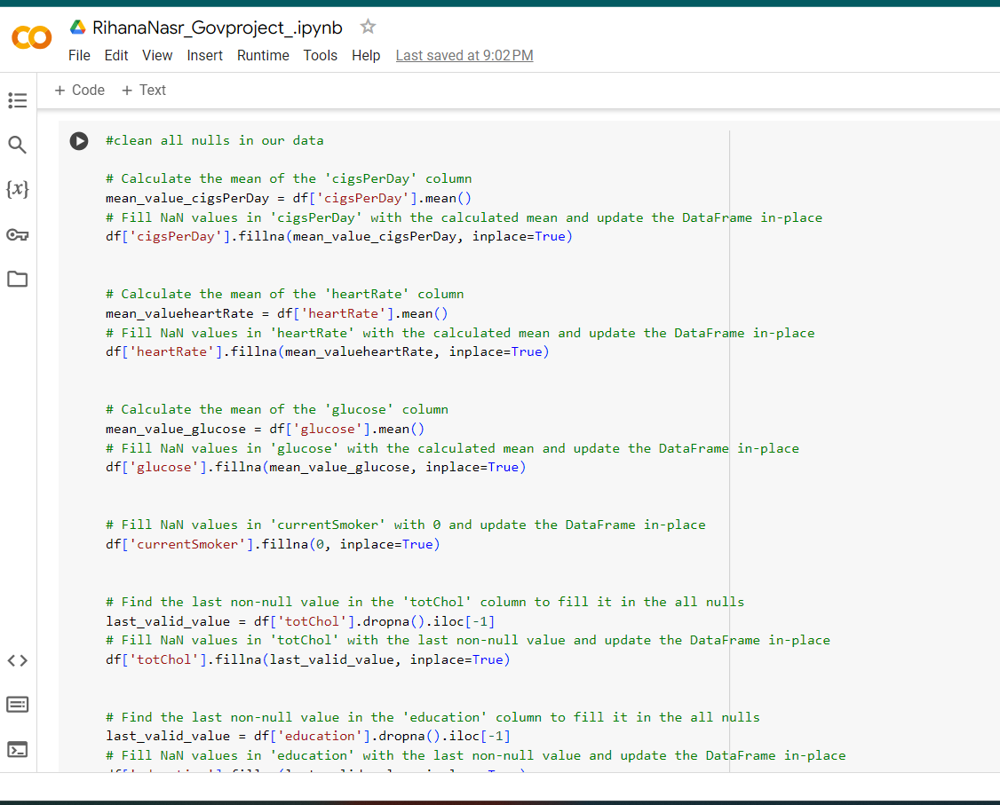 RihanaNasr_Govproject_.ipynb
File Edit View Insert Runtime Tools Help Last saved at 9:02 PM
+ Code + Text
#clean all nulls in our data
# Calculate the mean of the 'cigsPerDay' column
mean_value_cigsPerDay = df['cigsPerDay'].mean()
# Fill NaN values in 'cigsPerDay' with the calculated mean and update the DataFrame in-place
df['cigsPerDay'].fillna(mean_value_cigsPerDay, inplace=True)
# Calculate the mean of the 'heartRate' column
mean_valueheartRate = df['heartRate'].mean()
# Fill NaN values in 'heartRate' with the calculated mean and update the DataFrame in-place
df['heartRate'].fillna(mean_valueheartRate, inplace=True)
# Calculate the mean of the 'glucose' column
mean_value_glucose = df['glucose'].mean()
# Fill NaN values in 'glucose' with the calculated mean and update the DataFrame in-place
df['glucose'].fillna(mean_value_glucose, inplace=True)
# Fill NaN values in 'currentSmoker' with 0 and update the DataFrame in-place
df['currentSmoker'].fillna(0, inplace=True)
# Find the last non-null value in the 'totChol' column to fill it in the all nulls
last_valid_value = df['totChol'].dropna().iloc[-1]
# Fill NaN values in 'totChol' with the last non-null value and update the DataFrame in-place
df['totChol'].fillna(last_valid_value, inplace=True)
# Find the last non-null value in the 'education' column to fill it in the all nulls
last_valid_value = df['education'].dropna().iloc[-1]
# Fill NaN values in 'education' with the last non-null value and update the DataFrame in-place